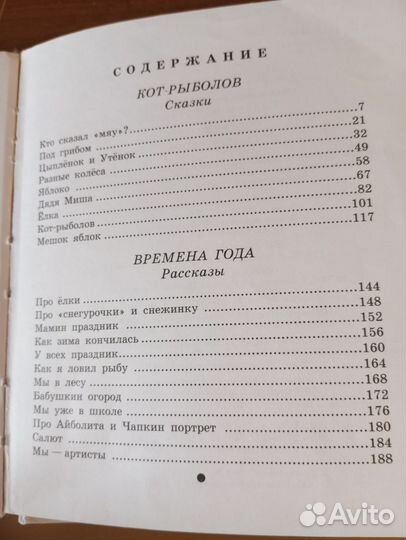 СОДЕРЖАНИЕ
КОТ-РЫБОЛОВ
Сказки
Кто сказал «мяу»?.....7
Под грибом.....21
Цыплёнок и Утёнок.....32
Разные колёса.....49
Яблоко.....58
Дядя Миша.....67
Ёлка.....82
Кот-рыболов.....101
Мешок яблок.....117
ВРЕМЕНА ГОДА
Рассказы
Про ёлки.....144
Про «снегурочки» и снежинку.....148
Мамин праздник.....152
Как зима кончилась.....156
У всех праздник.....160
Как я ловил рыбу.....164
Мы в лесу.....168
Бабушкин огород.....172
Мы уже в школе.....176
Про Айболита и Чапкин портрет.....180
Салют.....184
Мы — артисты.....188
Avito